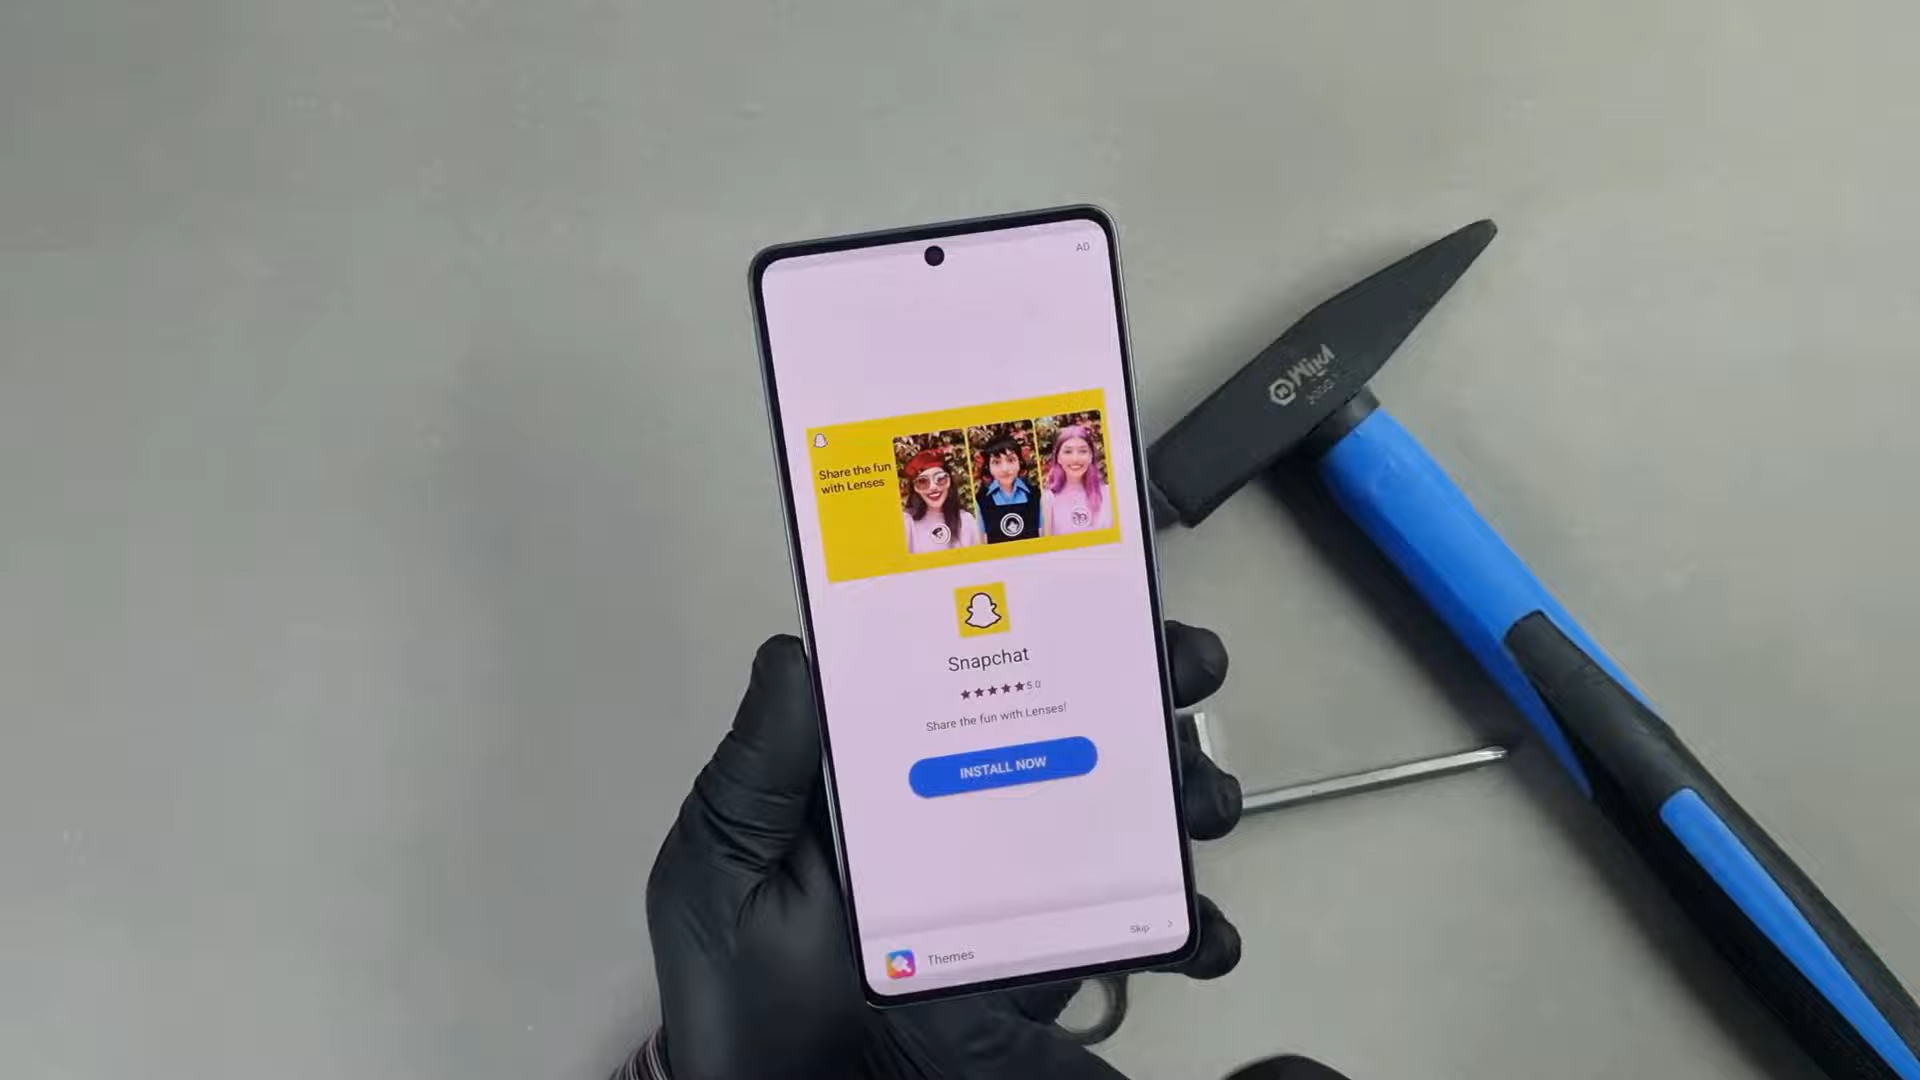 AD
Share the fun
with Lenses
Snapchat
5.0
Share the fun with Lenses!
INSTALL NOW
Skip
Themes